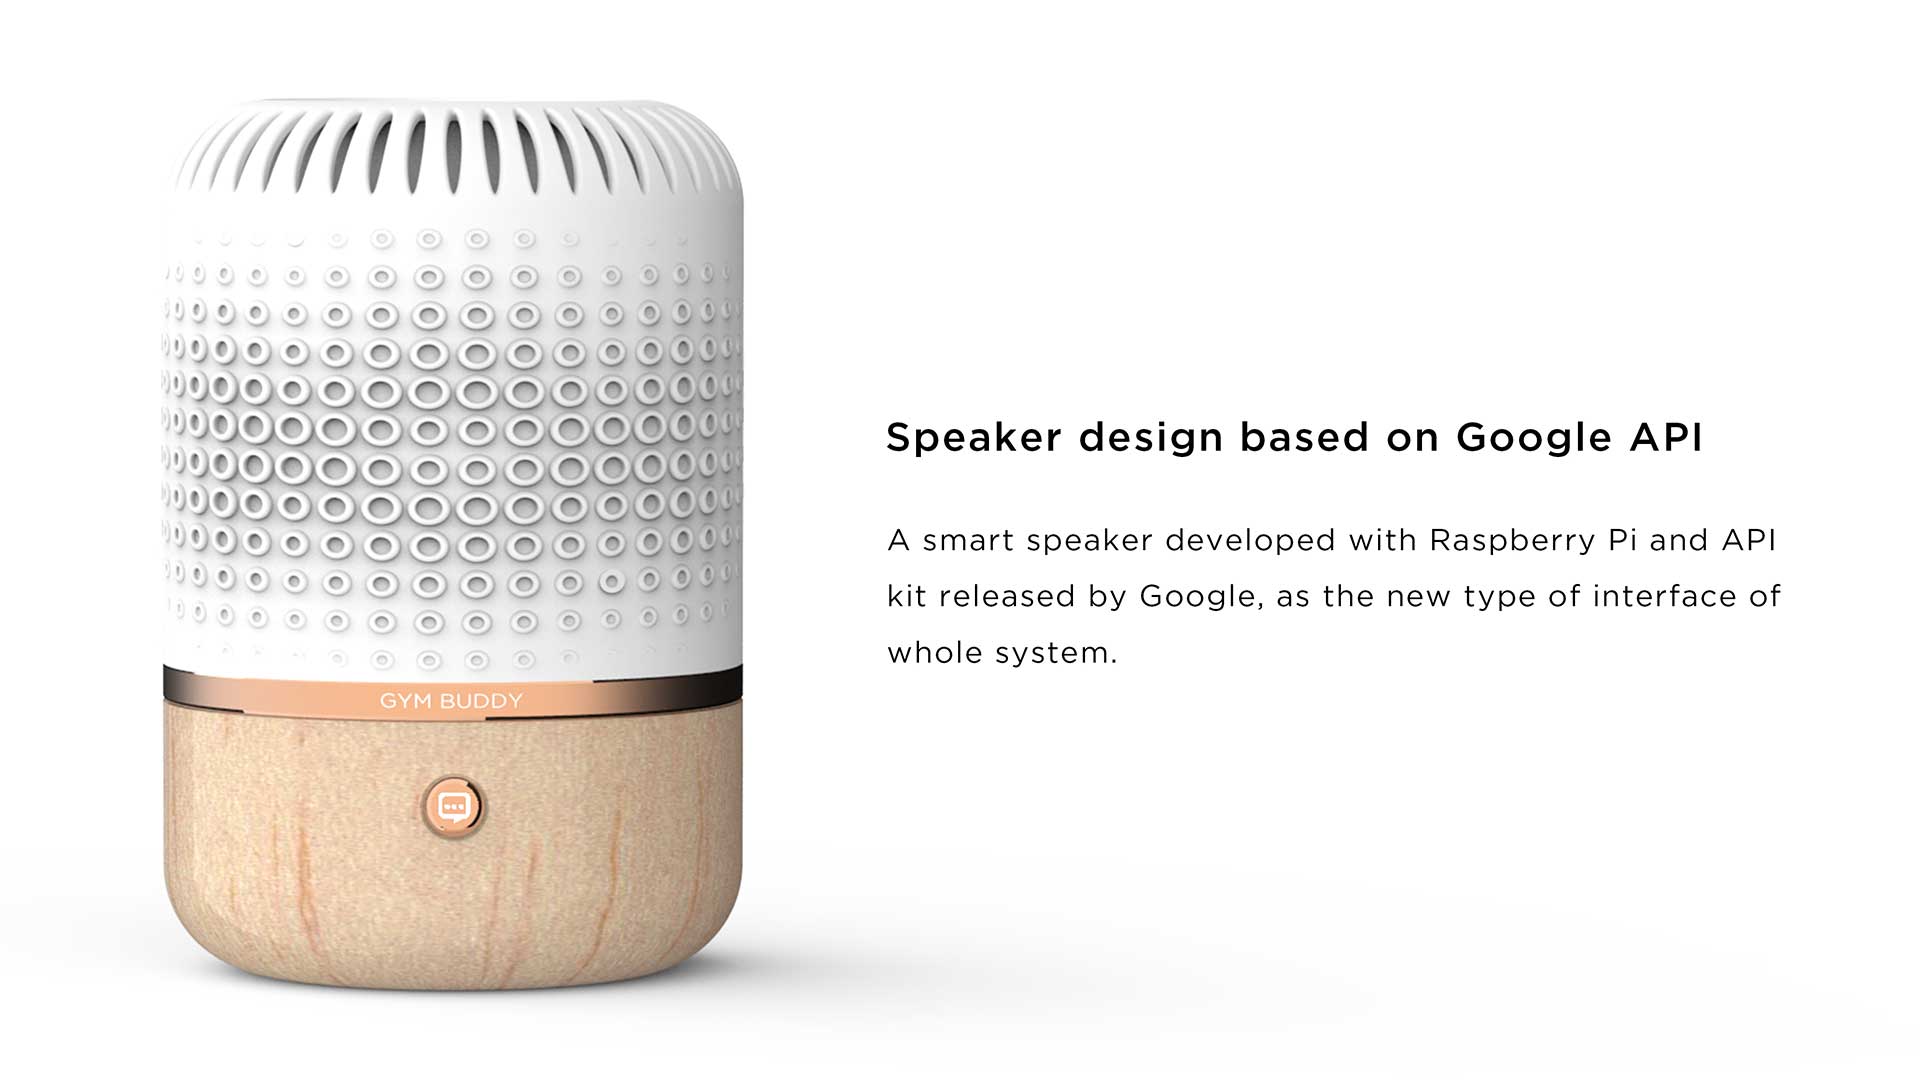 Speaker design based on Google API
A smart speaker developed with Raspberry Pi and API
kit released by Google, as the new type of interface of
whole system.
GYM BUDDY